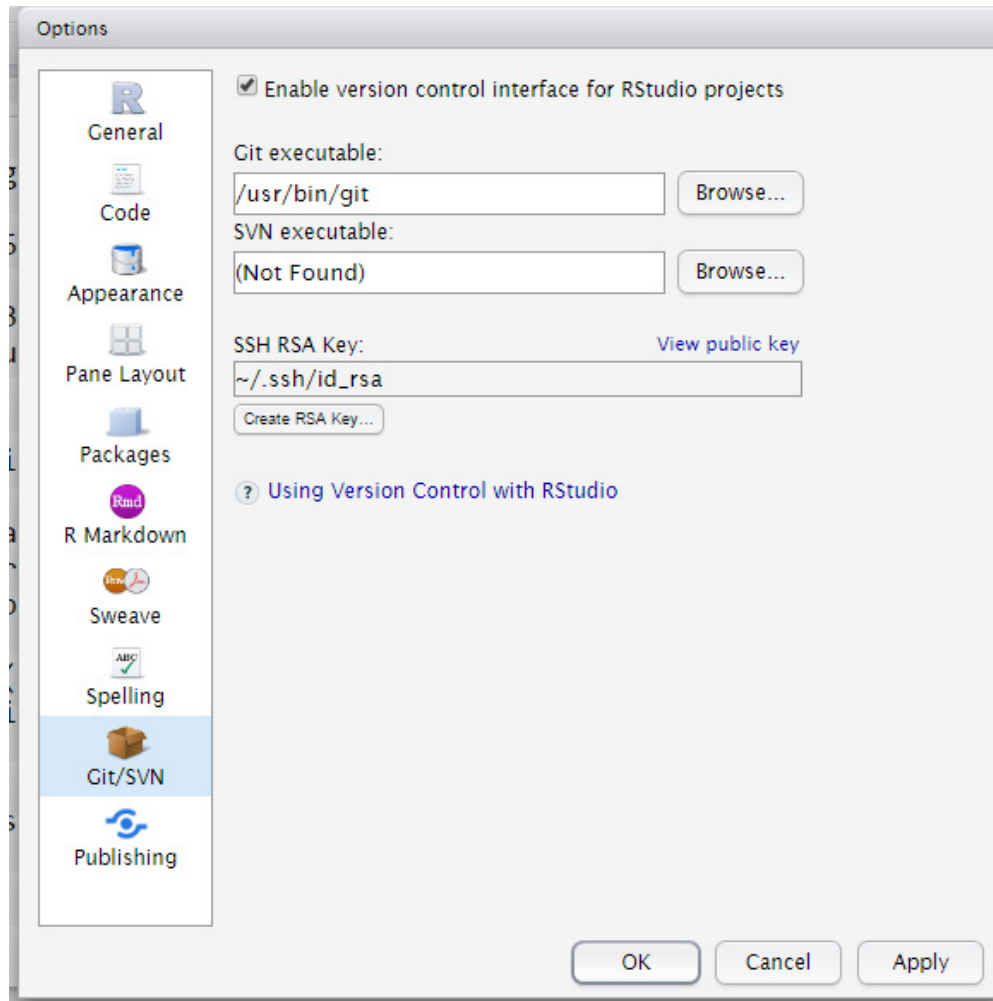 Options
General
Code
Appearance
Pane Layout
Packages
Rmd
R Markdown
Sweave
ABC
Spelling
Git/SVN
Publishing
Enable version control interface for RStudio projects
Git executable:
/usr/bin/git
Browse...
SVN executable:
(Not Found)
Browse...
SSH RSA Key:
View public key
~/.ssh/id_rsa
Create RSA Key...
? Using Version Control with RStudio
OK
Cancel
Apply